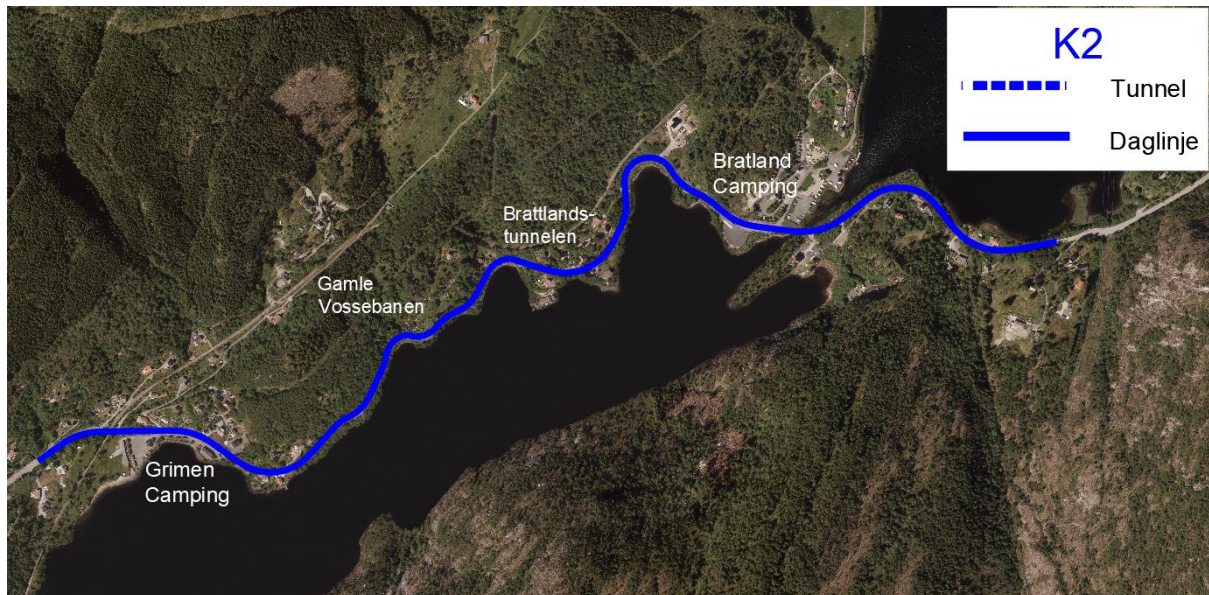 K2
Tunnel
Daglinje
Bratland
Camping
Brattlands-
tunnelen
Gamle
Vossebanen
Grimen
Camping